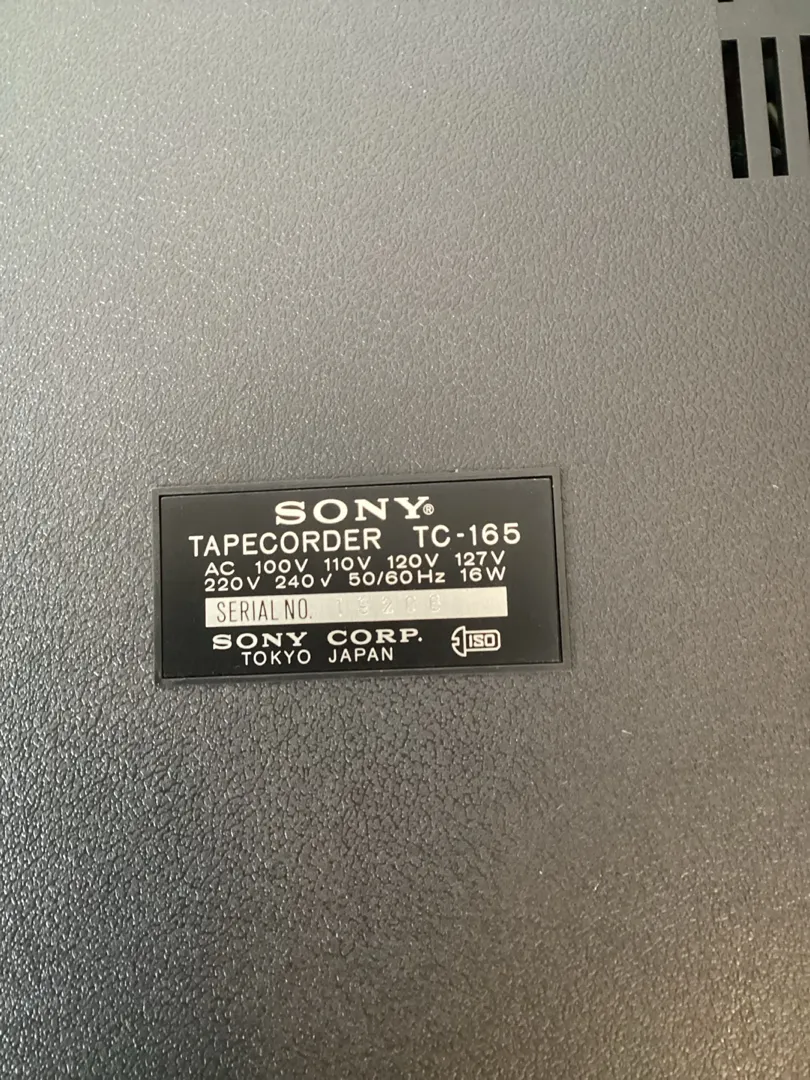 SONY®
TAPECORDER TC-165
AC 100V 110V 120V 127V
220V 240V 50/60Hz 16W
SERIAL NO.
SONY CORP.
TOKYO JAPAN
ISO